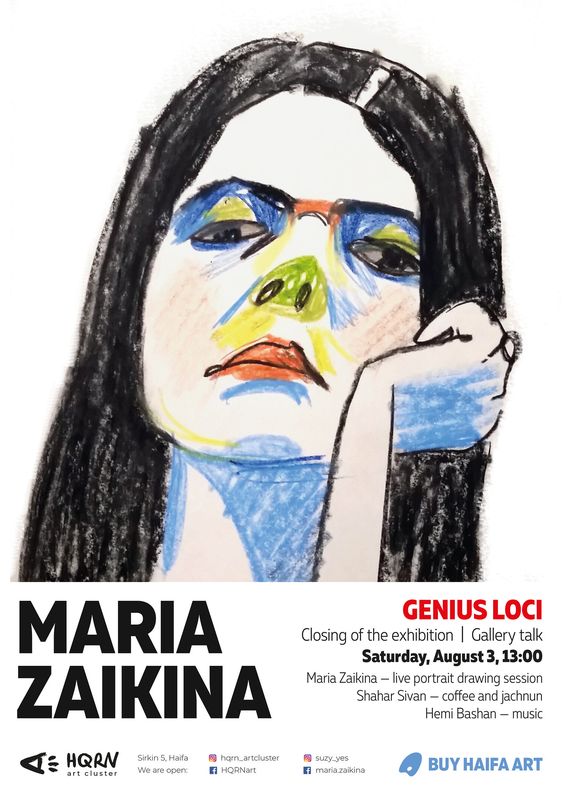 MARIA
ZAIKINA
GENIUS LOCI
Closing of the exhibition | Gallery talk
Saturday, August 3, 13:00
Maria Zaikina – live portrait drawing session
Shahar Sivan – coffee and jachnun
Hemi Bashan – music
HQRN
art cluster
Sirkin 5, Haifa
We are open:
hqrn_artcluster
HQRNart
suzy_yes
maria.zaikina
BUY HAIFA ART